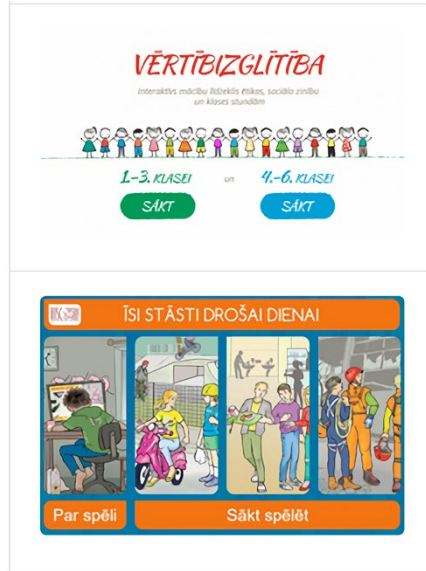 VĒRTĪBIZGLĪTĪBA
Interaktīvs mācību līdzeklis ētikas, sociālo zinību
un klases stundām
1.-3. KLASEI un 4.-6. KLASEI
SĀKT SĀKT
ĪSI STĀSTI DROŠAI DIENAI
Par spēli Sākt spēlēt